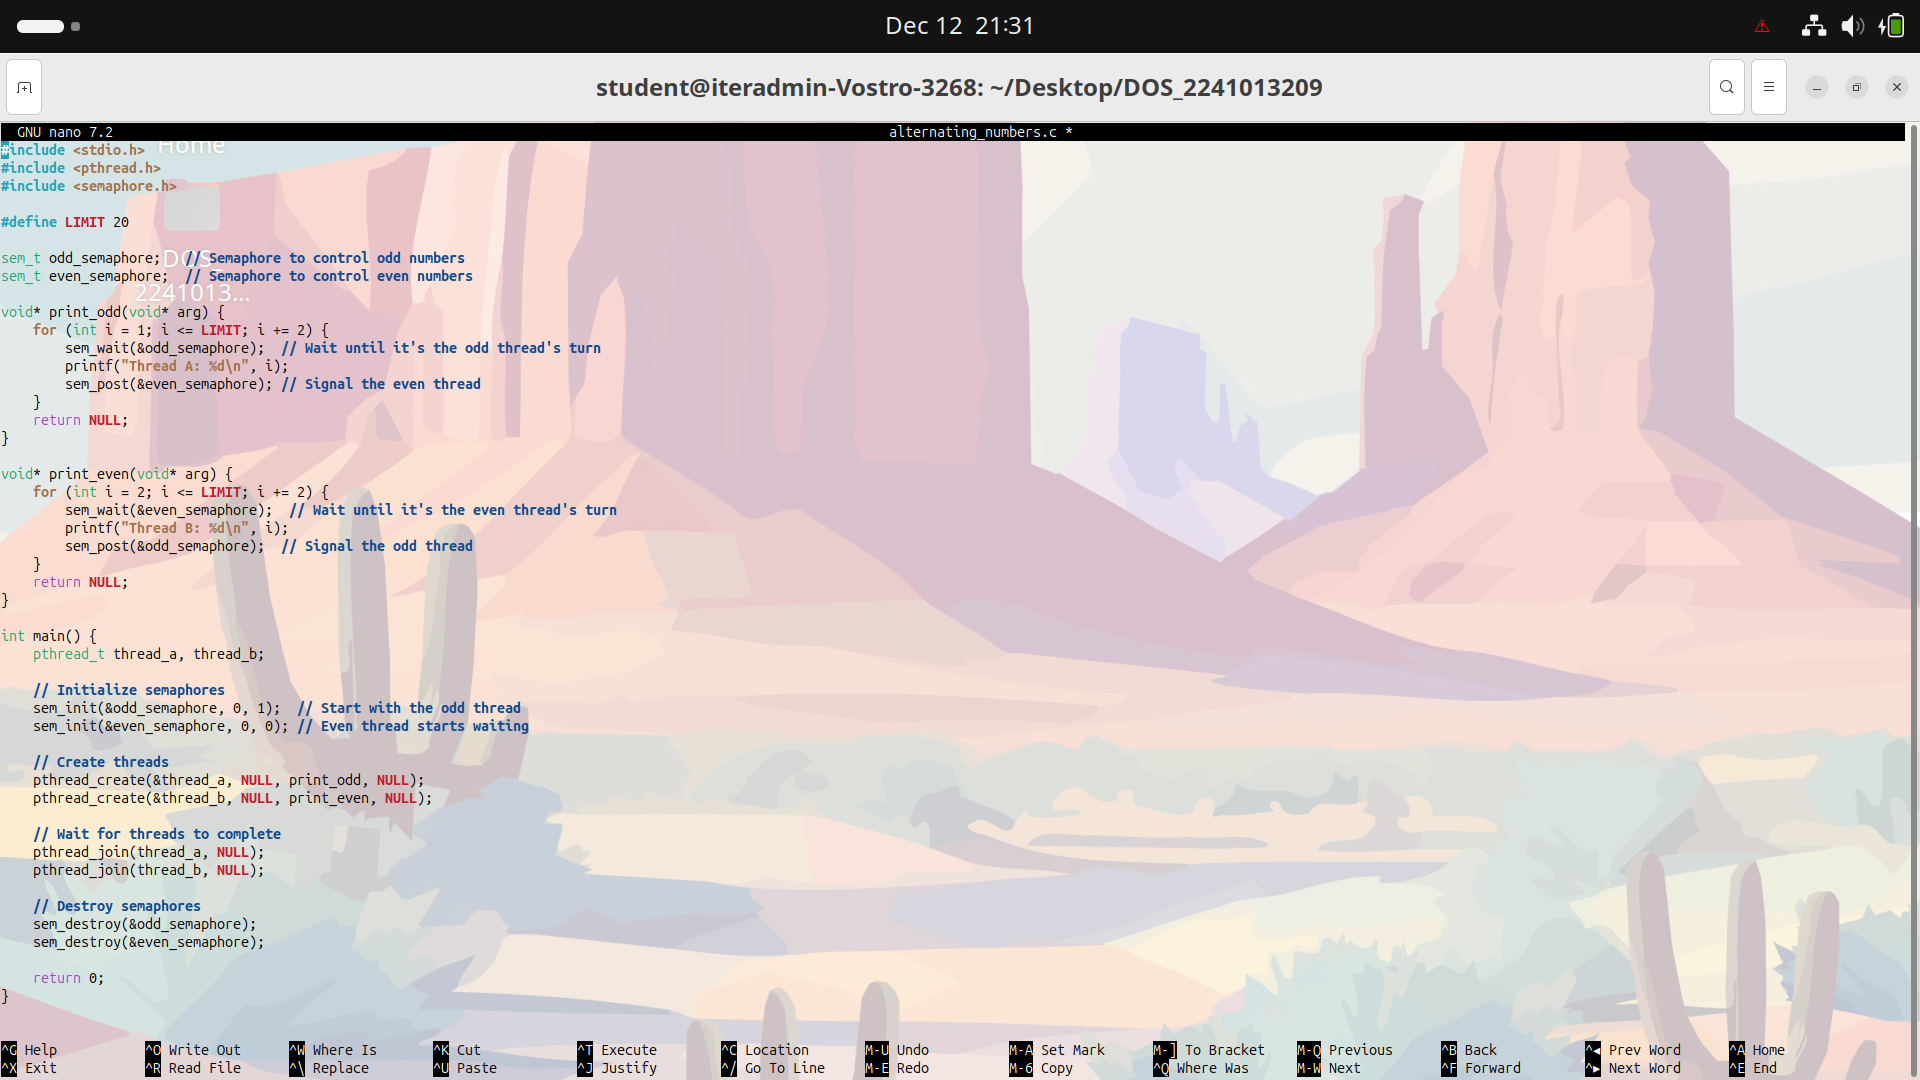 Dec 12 21:31
student@iteradmin-Vostro-3268: ~/Desktop/DOS_2241013209
GNU nano 7.2 alternating_numbers.c *
Home
#include <stdio.h>
#include <pthread.h>
#include <semaphore.h>

#define LIMIT 20

DOS_
2241013...
sem_t odd_semaphore;   // Semaphore to control odd numbers
sem_t even_semaphore;  // Semaphore to control even numbers

void* print_odd(void* arg) {
    for (int i = 1; i <= LIMIT; i += 2) {
        sem_wait(&odd_semaphore);  // Wait until it's the odd thread's turn
        printf("Thread A: %d\n", i);
        sem_post(&even_semaphore); // Signal the even thread
    }
    return NULL;
}

void* print_even(void* arg) {
    for (int i = 2; i <= LIMIT; i += 2) {
        sem_wait(&even_semaphore);  // Wait until it's the even thread's turn
        printf("Thread B: %d\n", i);
        sem_post(&odd_semaphore);  // Signal the odd thread
    }
    return NULL;
}

int main() {
    pthread_t thread_a, thread_b;

    // Initialize semaphores
    sem_init(&odd_semaphore, 0, 1);  // Start with the odd thread
    sem_init(&even_semaphore, 0, 0); // Even thread starts waiting

    // Create threads
    pthread_create(&thread_a, NULL, print_odd, NULL);
    pthread_create(&thread_b, NULL, print_even, NULL);

    // Wait for threads to complete
    pthread_join(thread_a, NULL);
    pthread_join(thread_b, NULL);

    // Destroy semaphores
    sem_destroy(&odd_semaphore);
    sem_destroy(&even_semaphore);

    return 0;
}

^G Help ^O Write Out ^W Where Is ^K Cut ^T Execute ^C Location M-U Undo M-A Set Mark M-] To Bracket M-Q Previous ^B Back ^◂ Prev Word ^A Home
^X Exit ^R Read File ^\ Replace ^U Paste ^J Justify ^/ Go To Line M-E Redo M-6 Copy ^Q Where Was M-W Next ^F Forward ^▸ Next Word ^E End